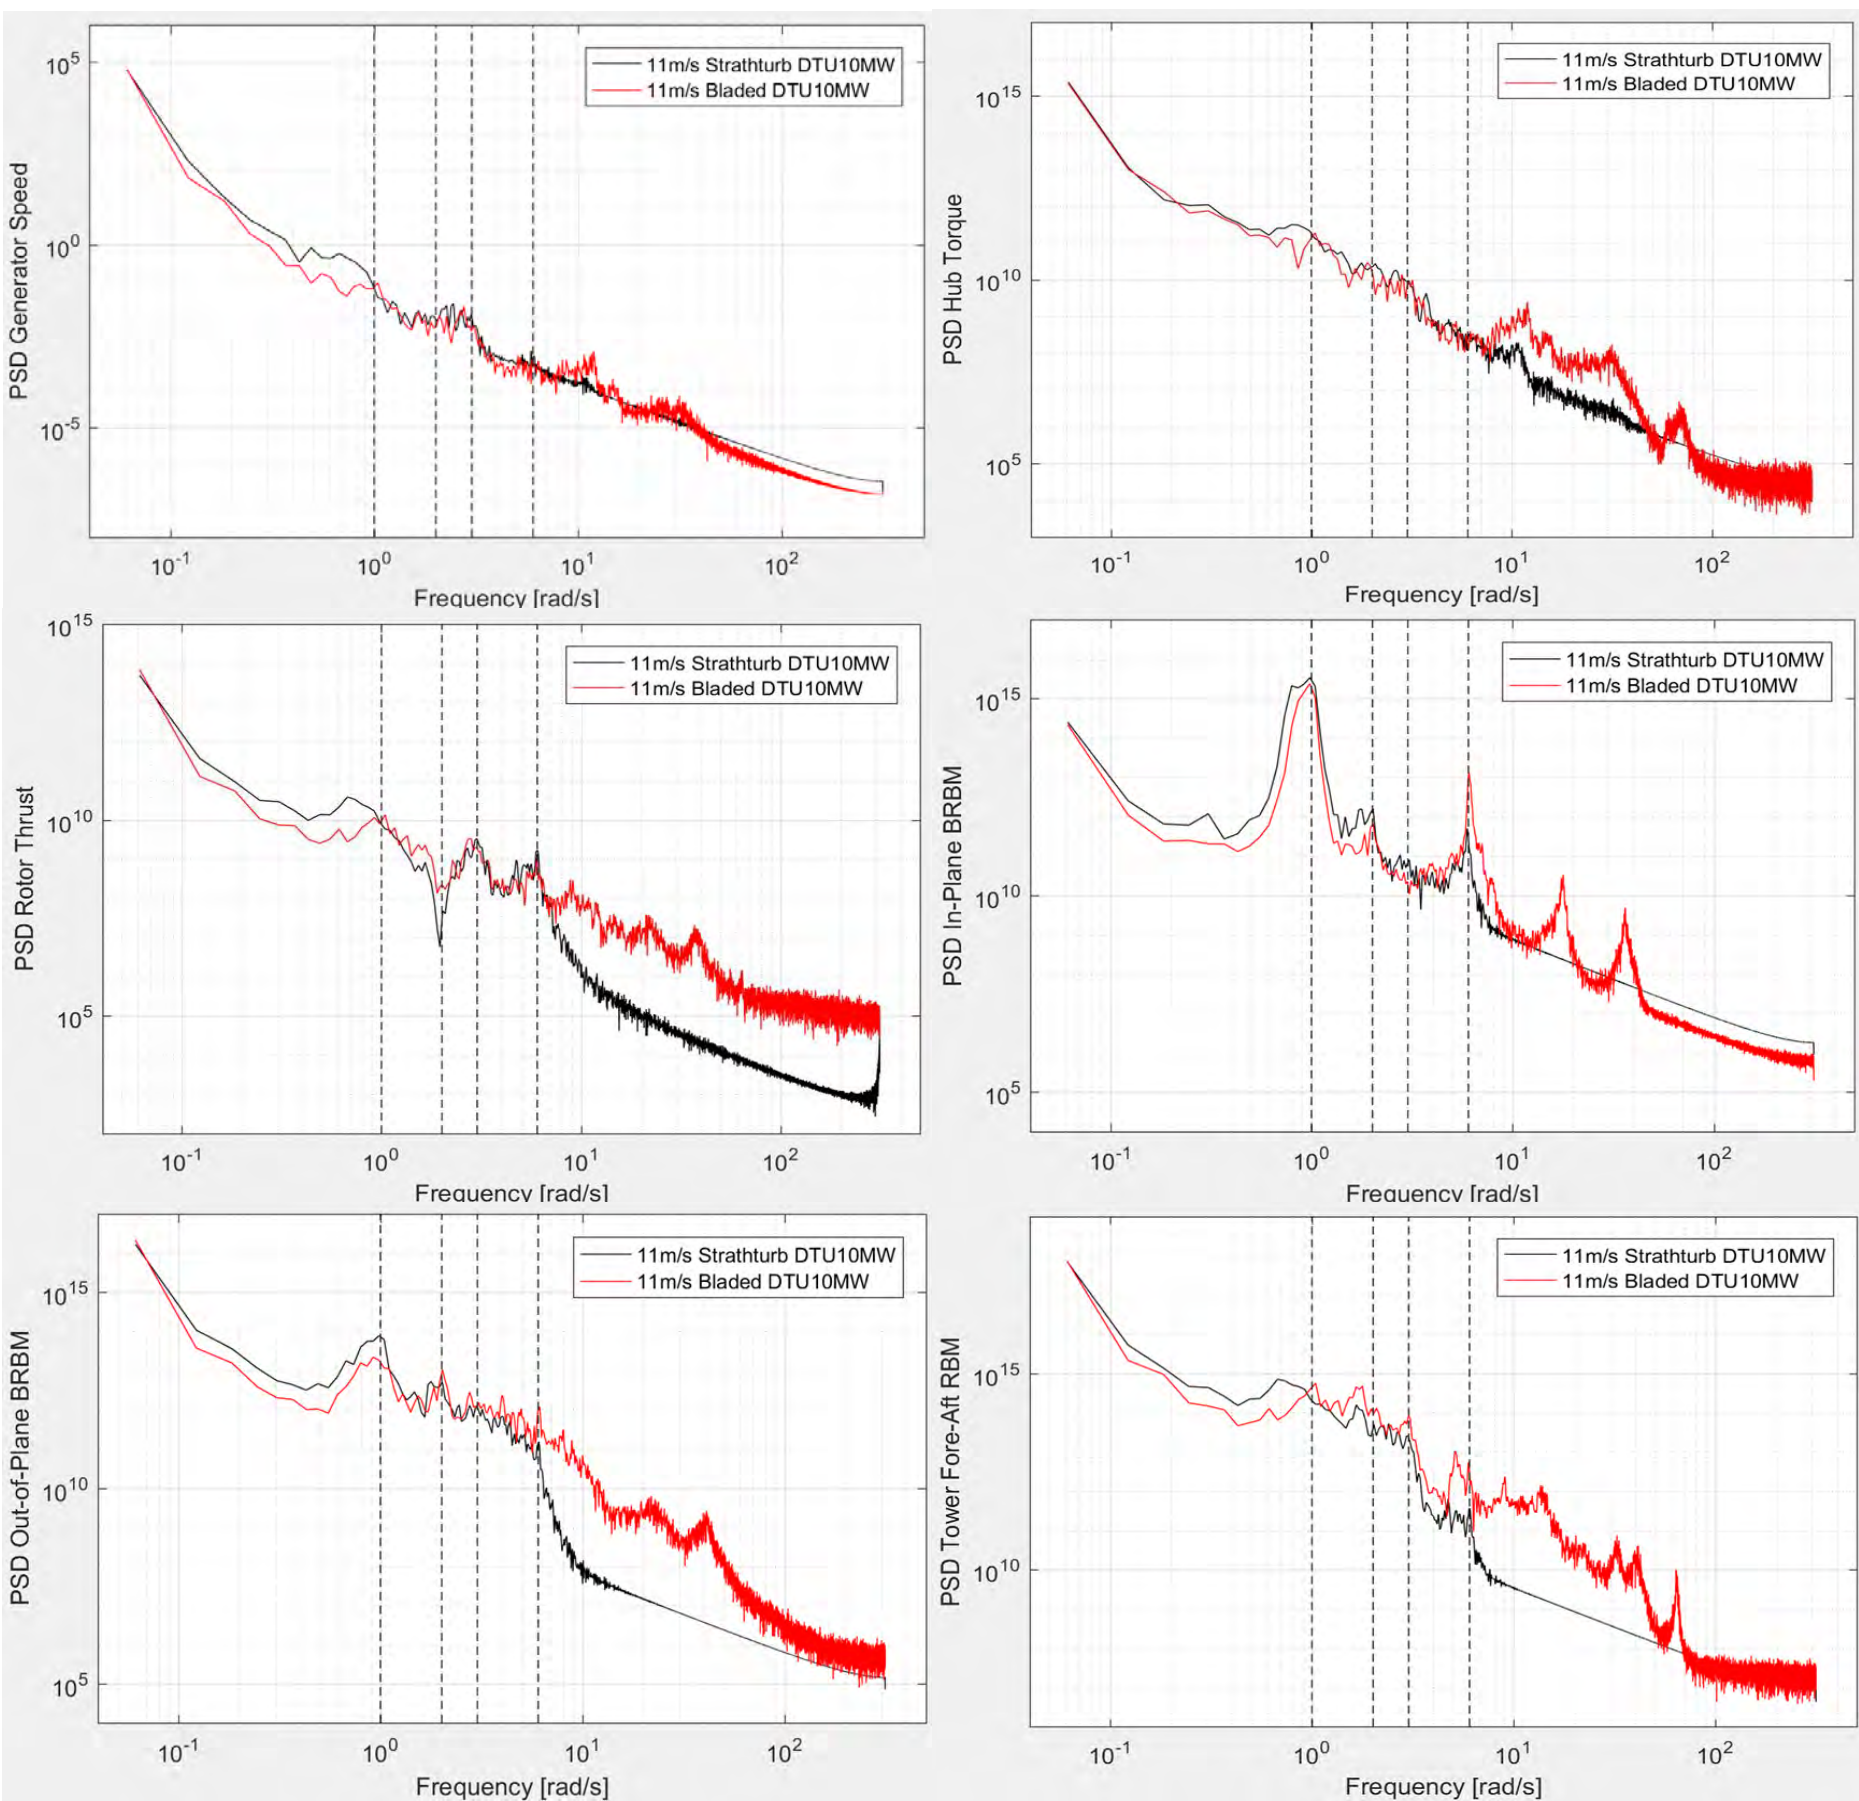 PSD Generator Speed
10^5
10^0
10^-5
11m/s Strathturb DTU10MW
11m/s Bladed DTU10MW
10^-1 10^0 10^1 10^2
Frequency [rad/s]
PSD Hub Torque
10^15
10^10
10^5
11m/s Strathturb DTU10MW
11m/s Bladed DTU10MW
10^-1 10^0 10^1 10^2
Frequency [rad/s]
PSD Rotor Thrust
10^15
10^10
10^5
11m/s Strathturb DTU10MW
11m/s Bladed DTU10MW
10^-1 10^0 10^1 10^2
Frequency [rad/s]
PSD In-Plane BRBM
10^15
10^10
10^5
11m/s Strathturb DTU10MW
11m/s Bladed DTU10MW
10^-1 10^0 10^1 10^2
Frequency [rad/s]
PSD Out-of-Plane BRBM
10^15
10^10
10^5
11m/s Strathturb DTU10MW
11m/s Bladed DTU10MW
10^-1 10^0 10^1 10^2
Frequency [rad/s]
PSD Tower Fore-Aft RBM
10^15
10^10
11m/s Strathturb DTU10MW
11m/s Bladed DTU10MW
10^-1 10^0 10^1 10^2
Frequency [rad/s]